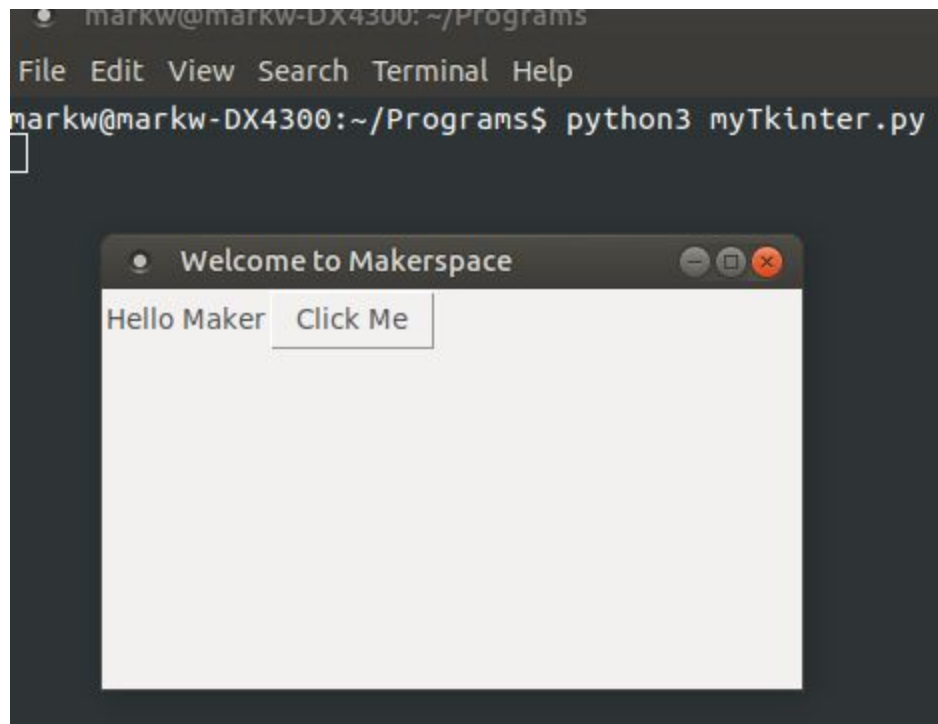 markw@markw-DX4300: ~/Programs
File Edit View Search Terminal Help
markw@markw-DX4300:~/Programs$ python3 myTkinter.py
Welcome to Makerspace
Hello Maker Click Me